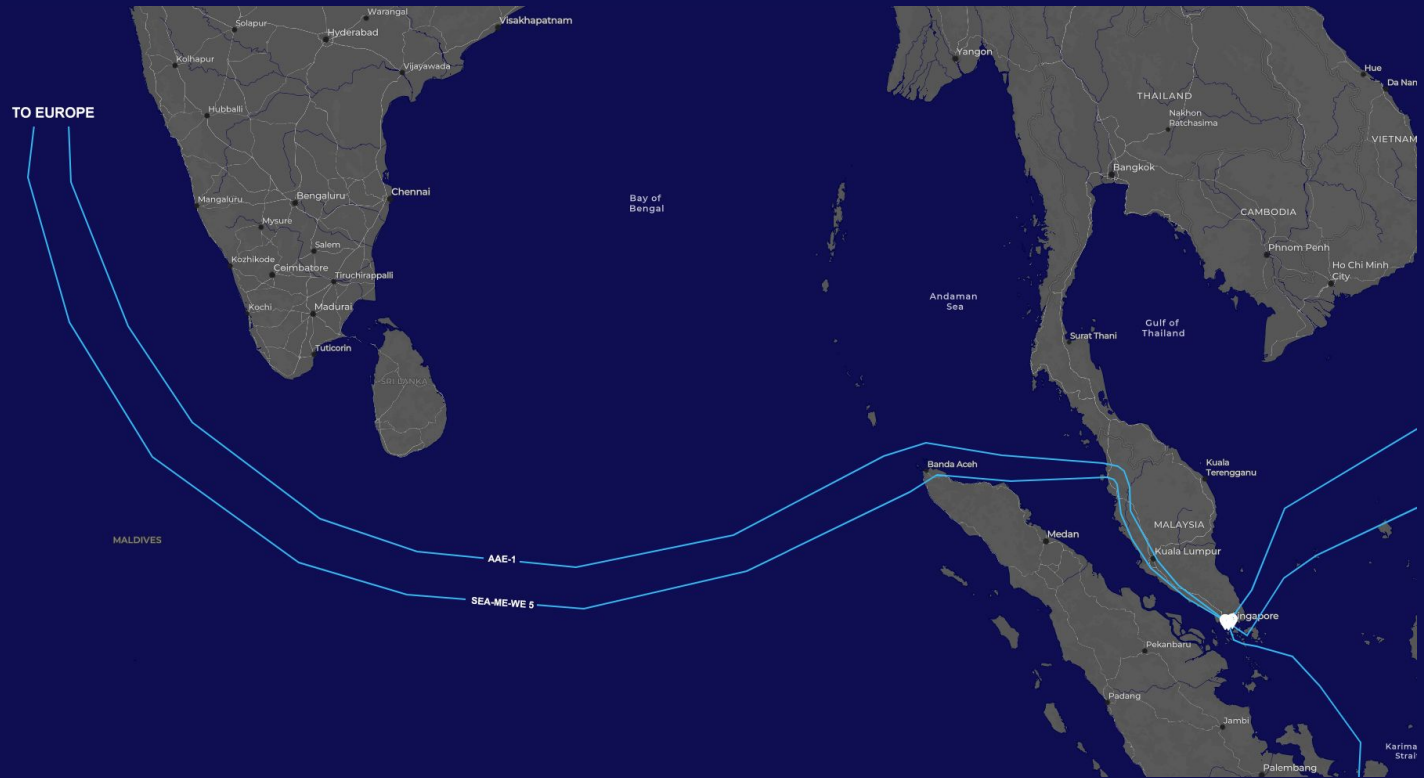 Warangal
Solapur
Visakhapatnam
Hyderabad
Kolhapur
Vijayawada
Yangon
Hue
Da Nan
THAILAND
TO EUROPE
Hubballi
Nakhon
Ratchasima
VIETNAM
Bangkok
Mangaluru
Bengaluru
Chennai
Bay of
Bengal
CAMBODIA
Mysure
Salem
Phnom Penh
Kozhikode
Coimbatore
Tiruchirappalli
Ho Chi Minh
City
Andaman
Sea
Kochi
Madurai
Gulf of
Thailand
Surat Thani
Tuticorin
SRI LANKA
Banda Aceh
Kuala
Terengganu
MALAYSIA
MALDIVES
Medan
AAE-1
Kuala Lumpur
SEA-ME-WE 5
ingapore
Pekanbaru
Padang
Jambi
Karima
Strai
Palembang